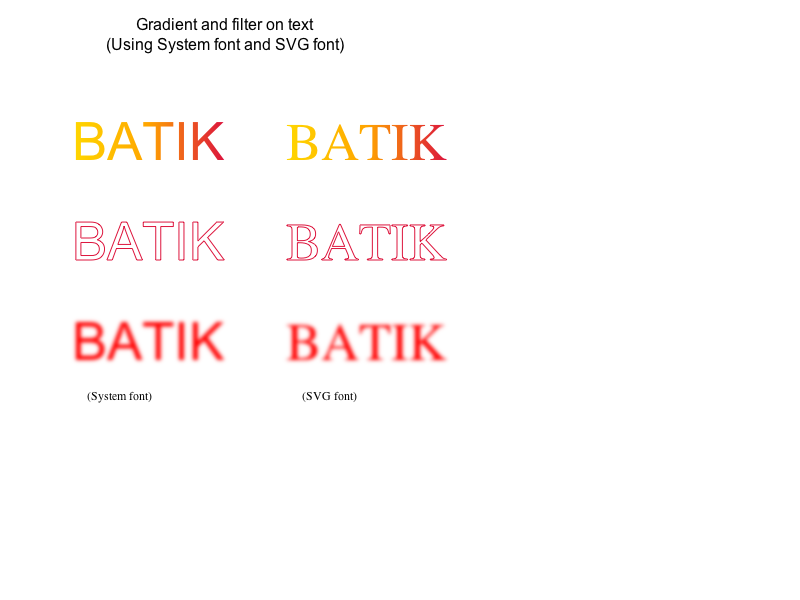 Gradient and filter on text
(Using System font and SVG font)
BATIK BATIK
BATIK BATIK
BATIK BATIK
(System font) (SVG font)